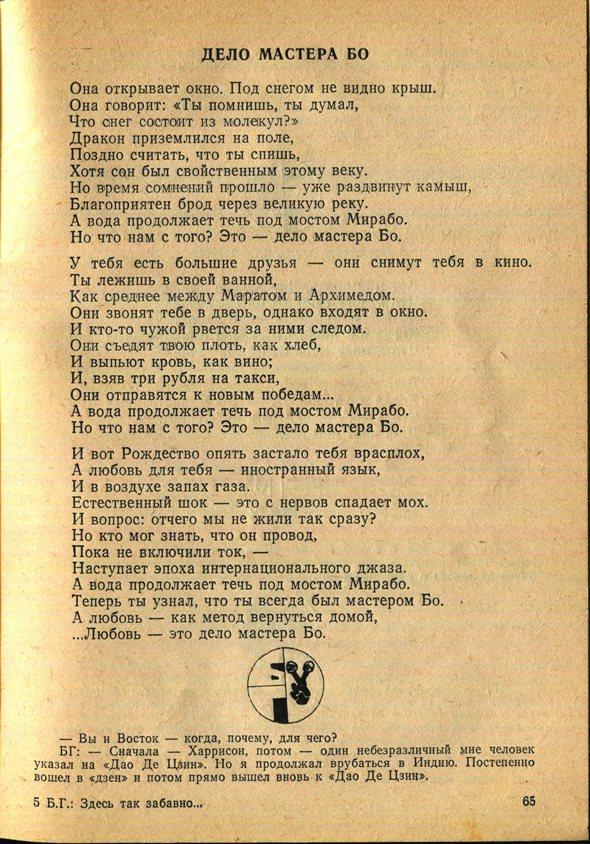 ДЕЛО МАСТЕРА БО
Она открывает окно. Под снегом не видно крыш.
Она говорит: «Ты помнишь, ты думал,
Что снег состоит из молекул?»
Дракон приземлился на поле,
Поздно считать, что ты спишь,
Хотя сон был свойственным этому веку.
Но время сомнений прошло — уже раздвинут камыш,
Благоприятен брод через великую реку.
А вода продолжает течь под мостом Мирабо.
Но что нам с того? Это — дело мастера Бо.
У тебя есть большие друзья — они снимут тебя в кино.
Ты лежишь в своей ванной,
Как среднее между Маратом и Архимедом.
Они звонят тебе в дверь, однако входят в окно.
И кто-то чужой рвется за ними следом.
Они съедят твою плоть, как хлеб,
И выпьют кровь, как вино;
И, взяв три рубля на такси,
Они отправятся к новым победам...
А вода продолжает течь под мостом Мирабо.
Но что нам с того? Это — дело мастера Бо.
И вот Рождество опять застало тебя врасплох,
А любовь для тебя — иностранный язык,
И в воздухе запах газа.
Естественный шок — это с нервов спадает мох.
И вопрос: отчего мы не жили так сразу?
Но кто мог знать, что он провод,
Пока не включили ток, —
Наступает эпоха интернационального джаза.
А вода продолжает течь под мостом Мирабо.
Теперь ты узнал, что ты всегда был мастером Бо.
А любовь — как метод вернуться домой,
...Любовь — это дело мастера Бо.
— Вы и Восток — когда, почему, для чего?
БГ: — Сначала — Харрисон, потом — один небезразличный мне человек
указал на «Дао Де Цзин». Но я продолжал врубаться в Индию. Постепенно
вошел в «дзен» и потом прямо вышел вновь к «Дао Де Цзин».
5 Б.Г.: Здесь так забавно... 65